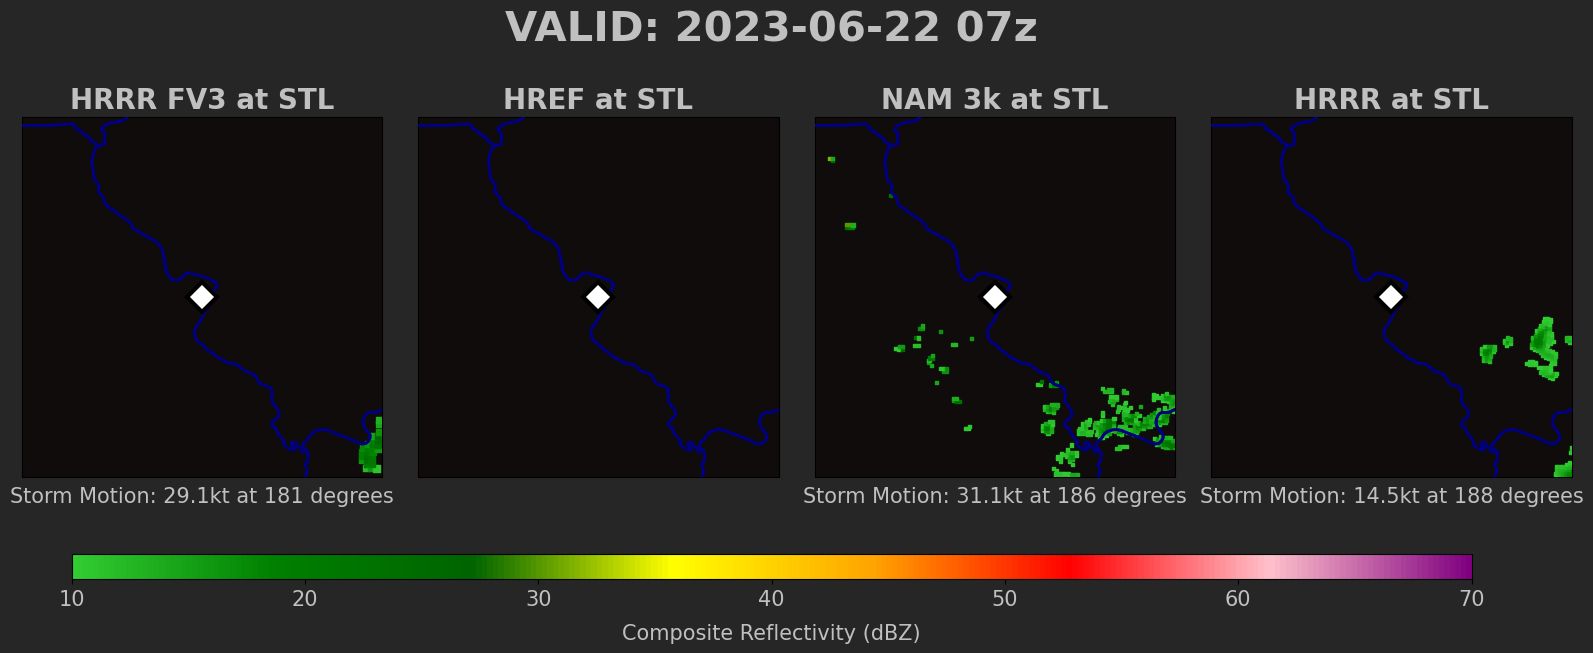 VALID: 2023-06-22 07z
HRRR FV3 at STL
HREF at STL
NAM 3k at STL
HRRR at STL
Storm Motion: 29.1kt at 181 degrees
Storm Motion: 31.1kt at 186 degrees
Storm Motion: 14.5kt at 188 degrees
10 20 30 40 50 60 70
Composite Reflectivity (dBZ)